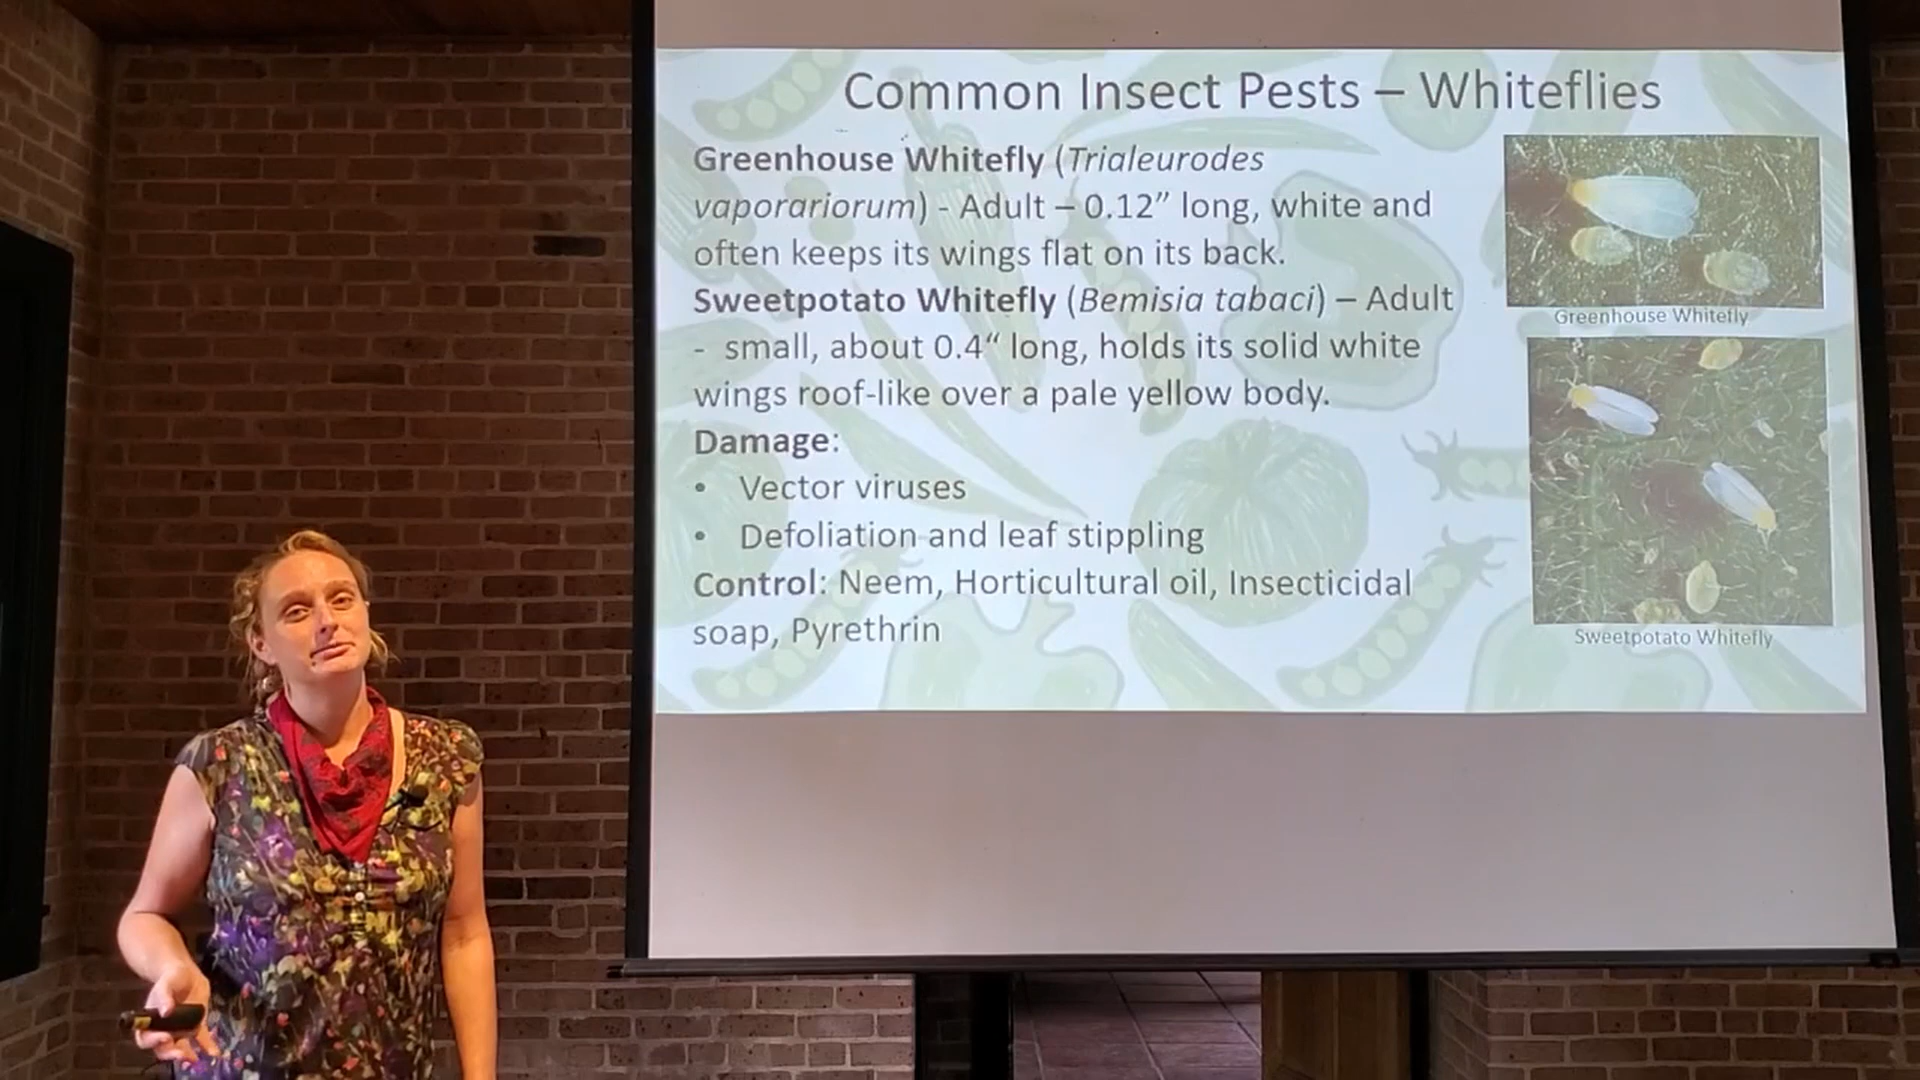 Common Insect Pests – Whiteflies
Greenhouse Whitefly (Trialeurodes
vaporariorum) - Adult – 0.12” long, white and
often keeps its wings flat on its back.
Sweetpotato Whitefly (Bemisia tabaci) – Adult
- small, about 0.4“ long, holds its solid white
wings roof-like over a pale yellow body.
Damage:
• Vector viruses
• Defoliation and leaf stippling
Control: Neem, Horticultural oil, Insecticidal
soap, Pyrethrin
Greenhouse Whitefly
Sweetpotato Whitefly